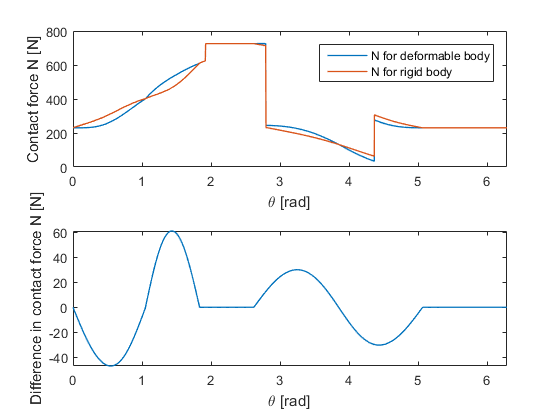 Contact force N [N]
800
600
400
200
0
N for deformable body
N for rigid body
0 1 2 3 4 5 6
θ [rad]
Difference in contact force N [N]
60
40
20
0
-20
-40
0 1 2 3 4 5 6
θ [rad]